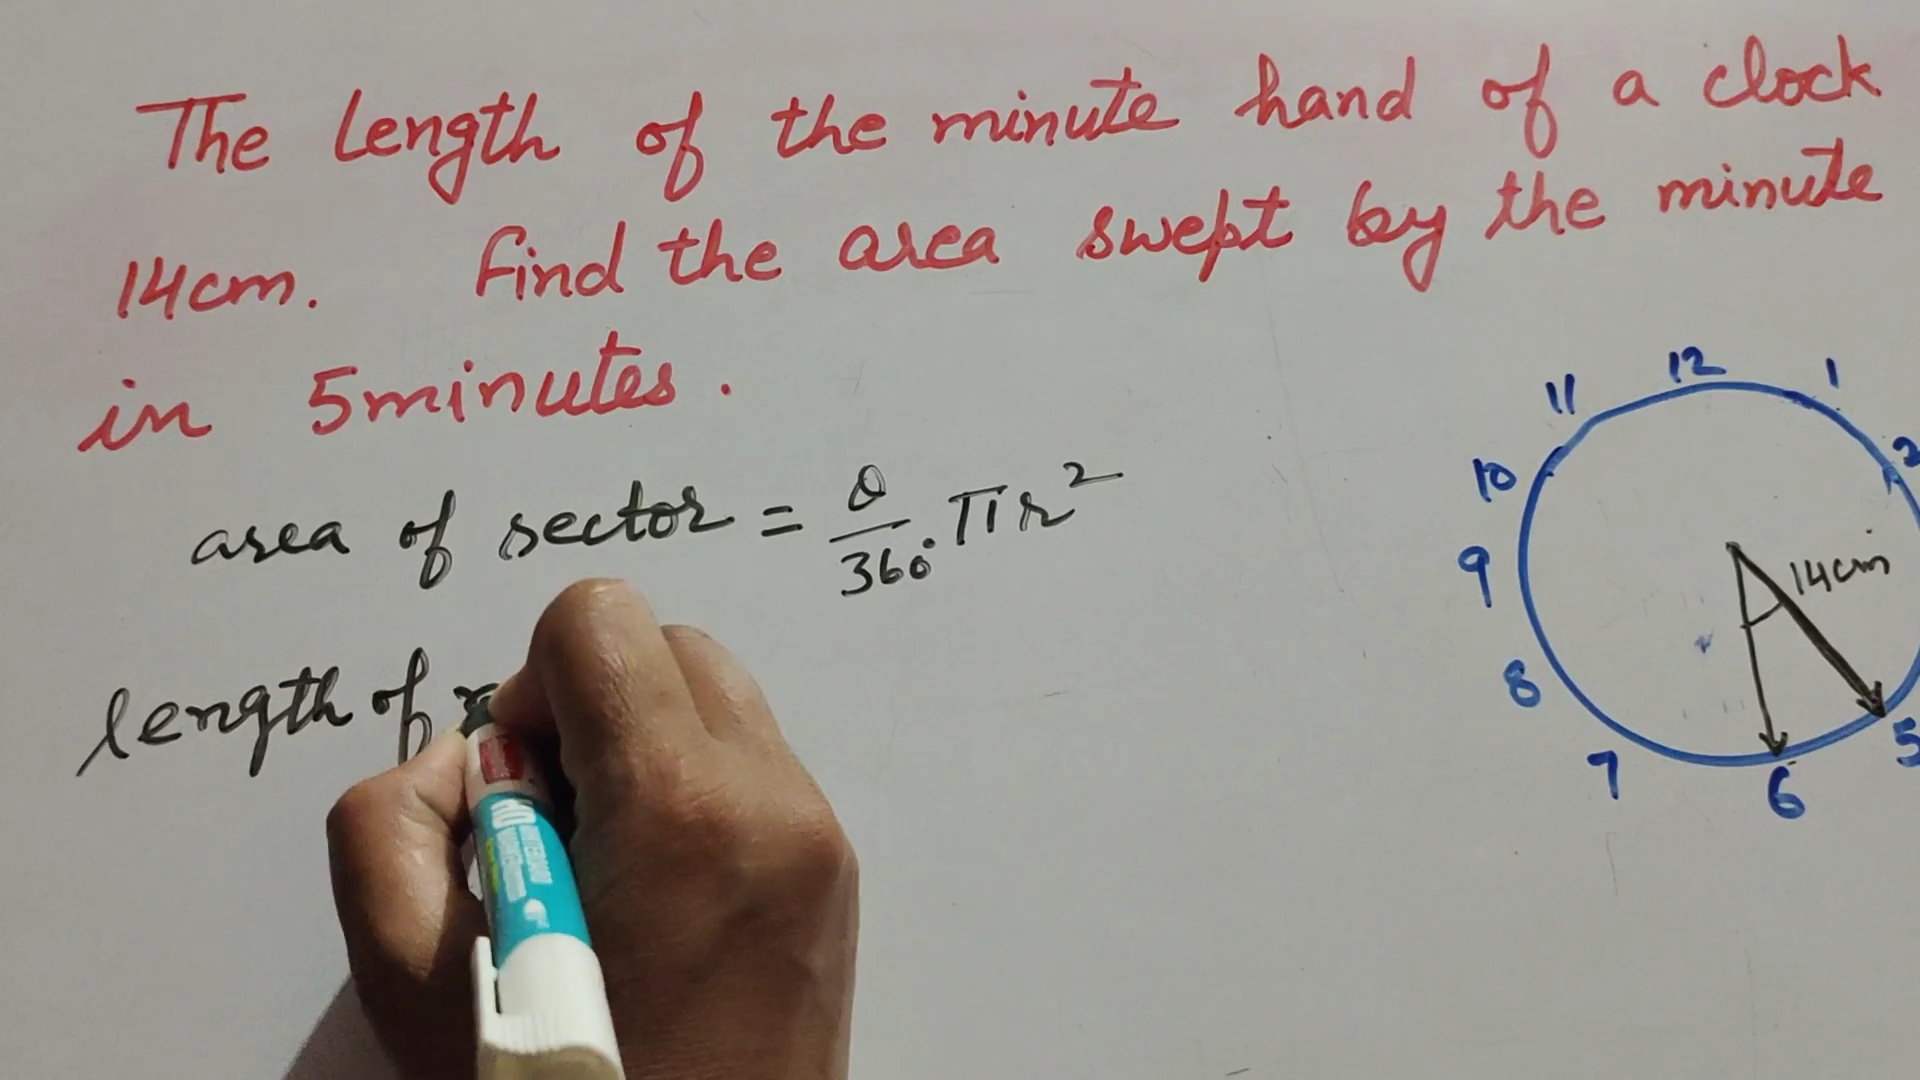 The length of the minute hand of a clock
14cm. find the area swept by the minute
in 5minutes.
area of sector = θ/360° πr²
length of
12
1
2
11
10
9
8
7
6
5
14cm